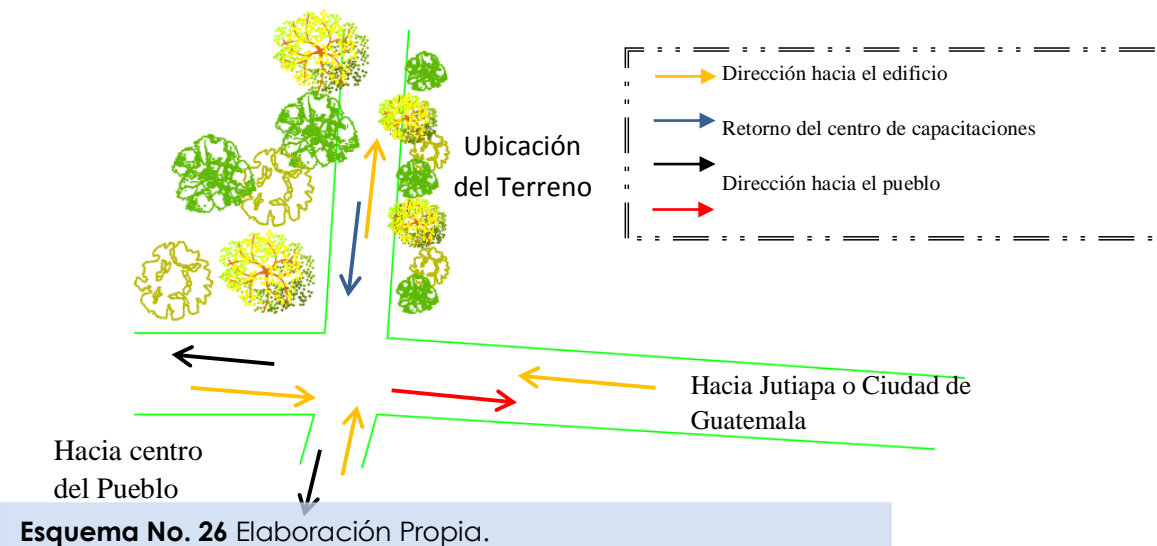 Dirección hacia el edificio
Retorno del centro de capacitaciones
Dirección hacia el pueblo
Ubicación
del Terreno
Hacia Jutiapa o Ciudad de
Guatemala
Hacia centro
del Pueblo
Esquema No. 26 Elaboración Propia.